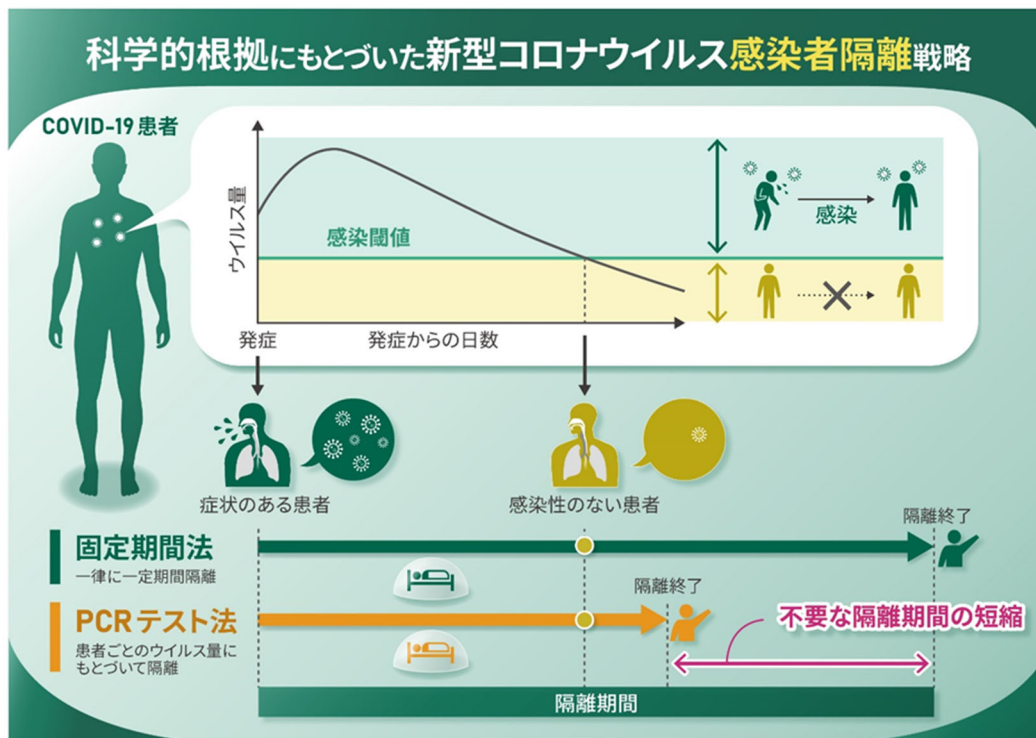 科学的根拠にもとづいた新型コロナウイルス感染者隔離戦略
COVID-19 患者
ウイルス量
感染閾値
感染
発症
発症からの日数
症状のある患者
感染性のない患者
固定期間法
一律に一定期間隔離
隔離終了
PCRテスト法
患者ごとのウイルス量に
もとづいて隔離
隔離終了
不要な隔離期間の短縮
隔離期間